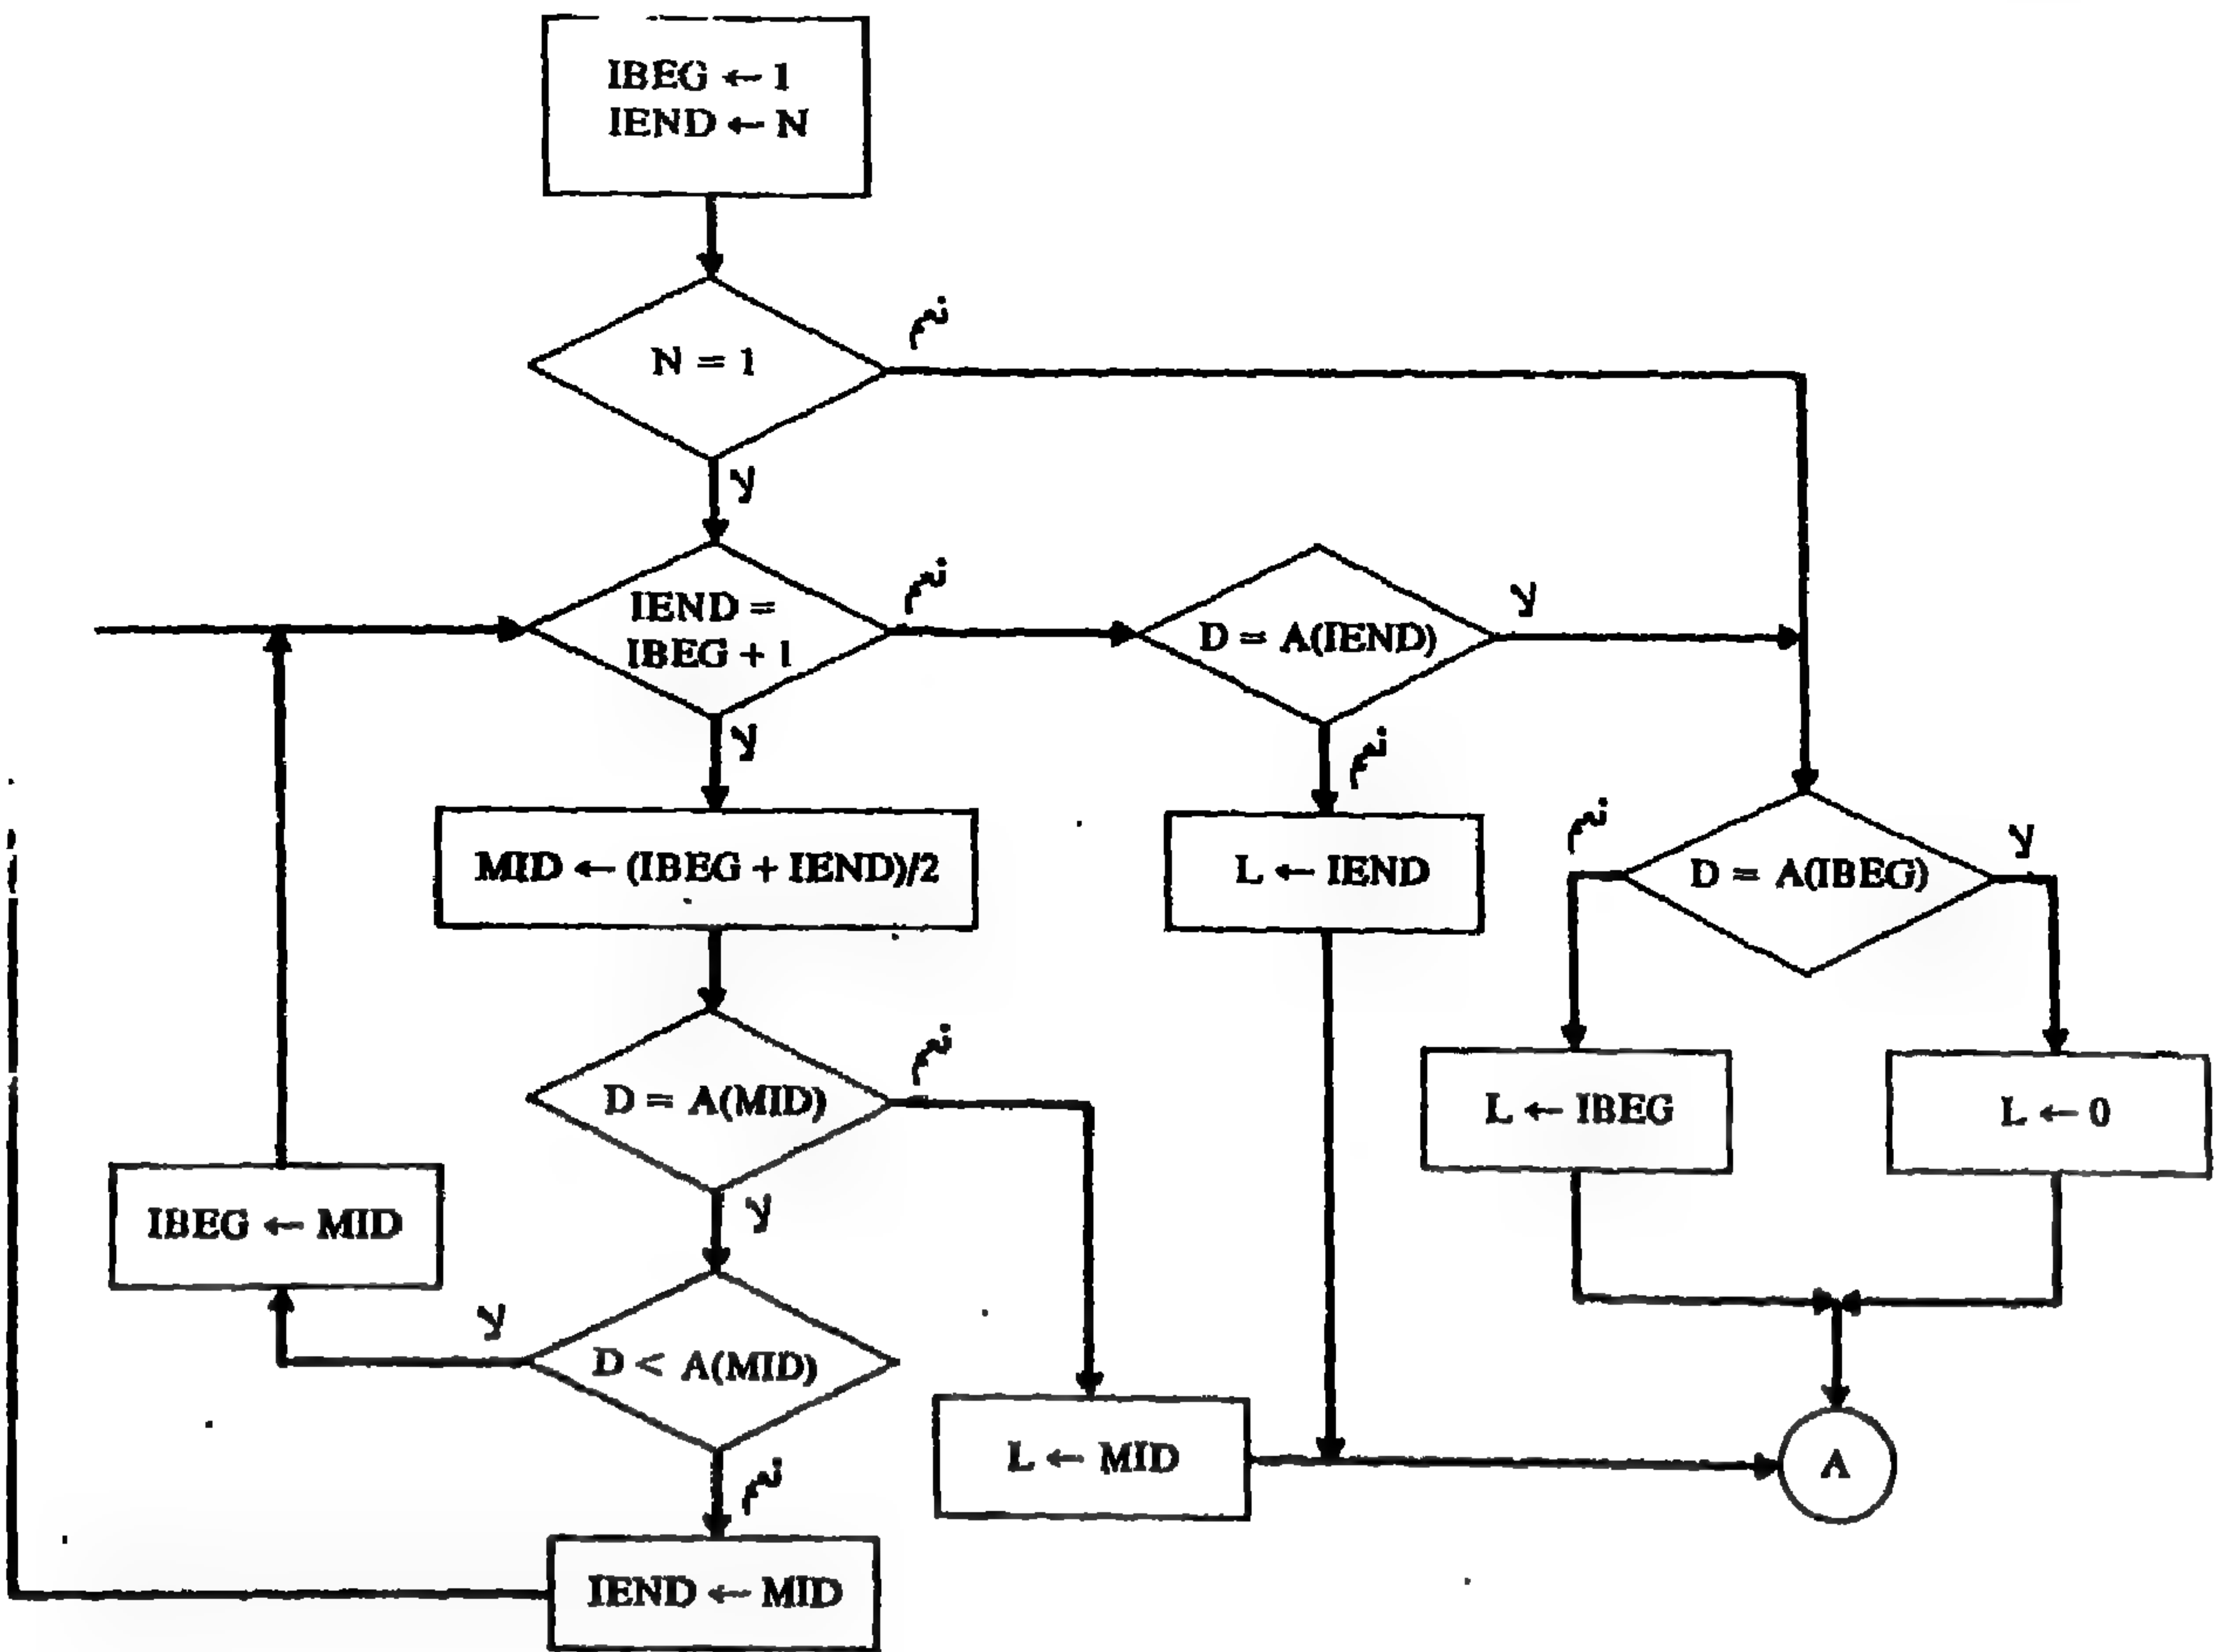 IBEG ← 1
IEND ← N
نعم
N = 1
لا
نعم
IEND =
IBEG + 1
D = A(IEND)
لا
لا
نعم
MID ← (IBEG + IEND)/2
L ← IEND
نعم
D = A(IBEG)
لا
نعم
D = A(MID)
L ← IBEG
L ← 0
لا
IBEG ← MID
لا
D < A(MID)
نعم
L ← MID
A
IEND ← MID